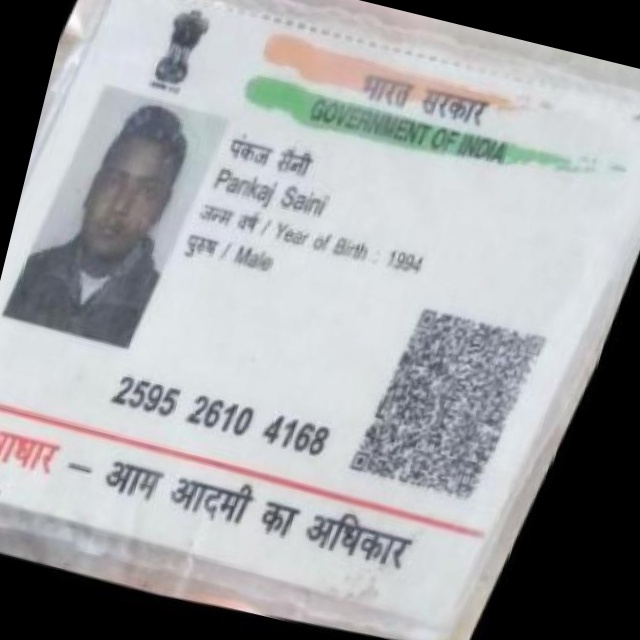 भारत सरकार
GOVERNMENT OF INDIA
पंकज सैनी
Pankaj Saini
जन्म वर्ष / Year of Birth : 1994
पुरुष / Male
2595 2610 4168
आधार – आम आदमी का अधिकार